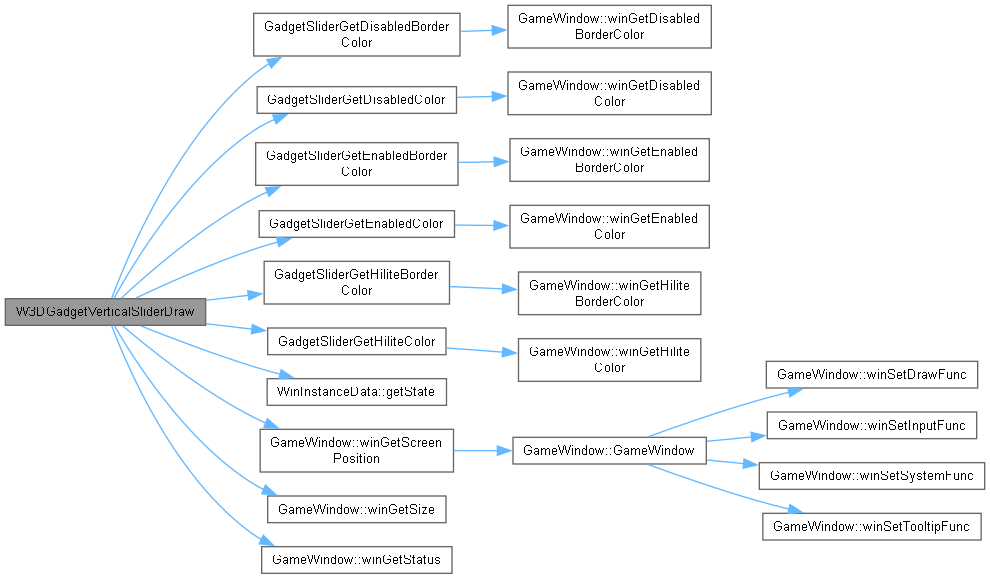 W3DGadgetVerticalSliderDraw
GadgetSliderGetDisabledBorder
Color
GadgetSliderGetDisabledColor
GadgetSliderGetEnabledBorder
Color
GadgetSliderGetEnabledColor
GadgetSliderGetHiliteBorder
Color
GadgetSliderGetHiliteColor
WinInstanceData::getState
GameWindow::winGetScreen
Position
GameWindow::winGetSize
GameWindow::winGetStatus
GameWindow::winGetDisabled
BorderColor
GameWindow::winGetDisabled
Color
GameWindow::winGetEnabled
BorderColor
GameWindow::winGetEnabled
Color
GameWindow::winGetHilite
BorderColor
GameWindow::winGetHilite
Color
GameWindow::GameWindow
GameWindow::winSetDrawFunc
GameWindow::winSetInputFunc
GameWindow::winSetSystemFunc
GameWindow::winSetTooltipFunc